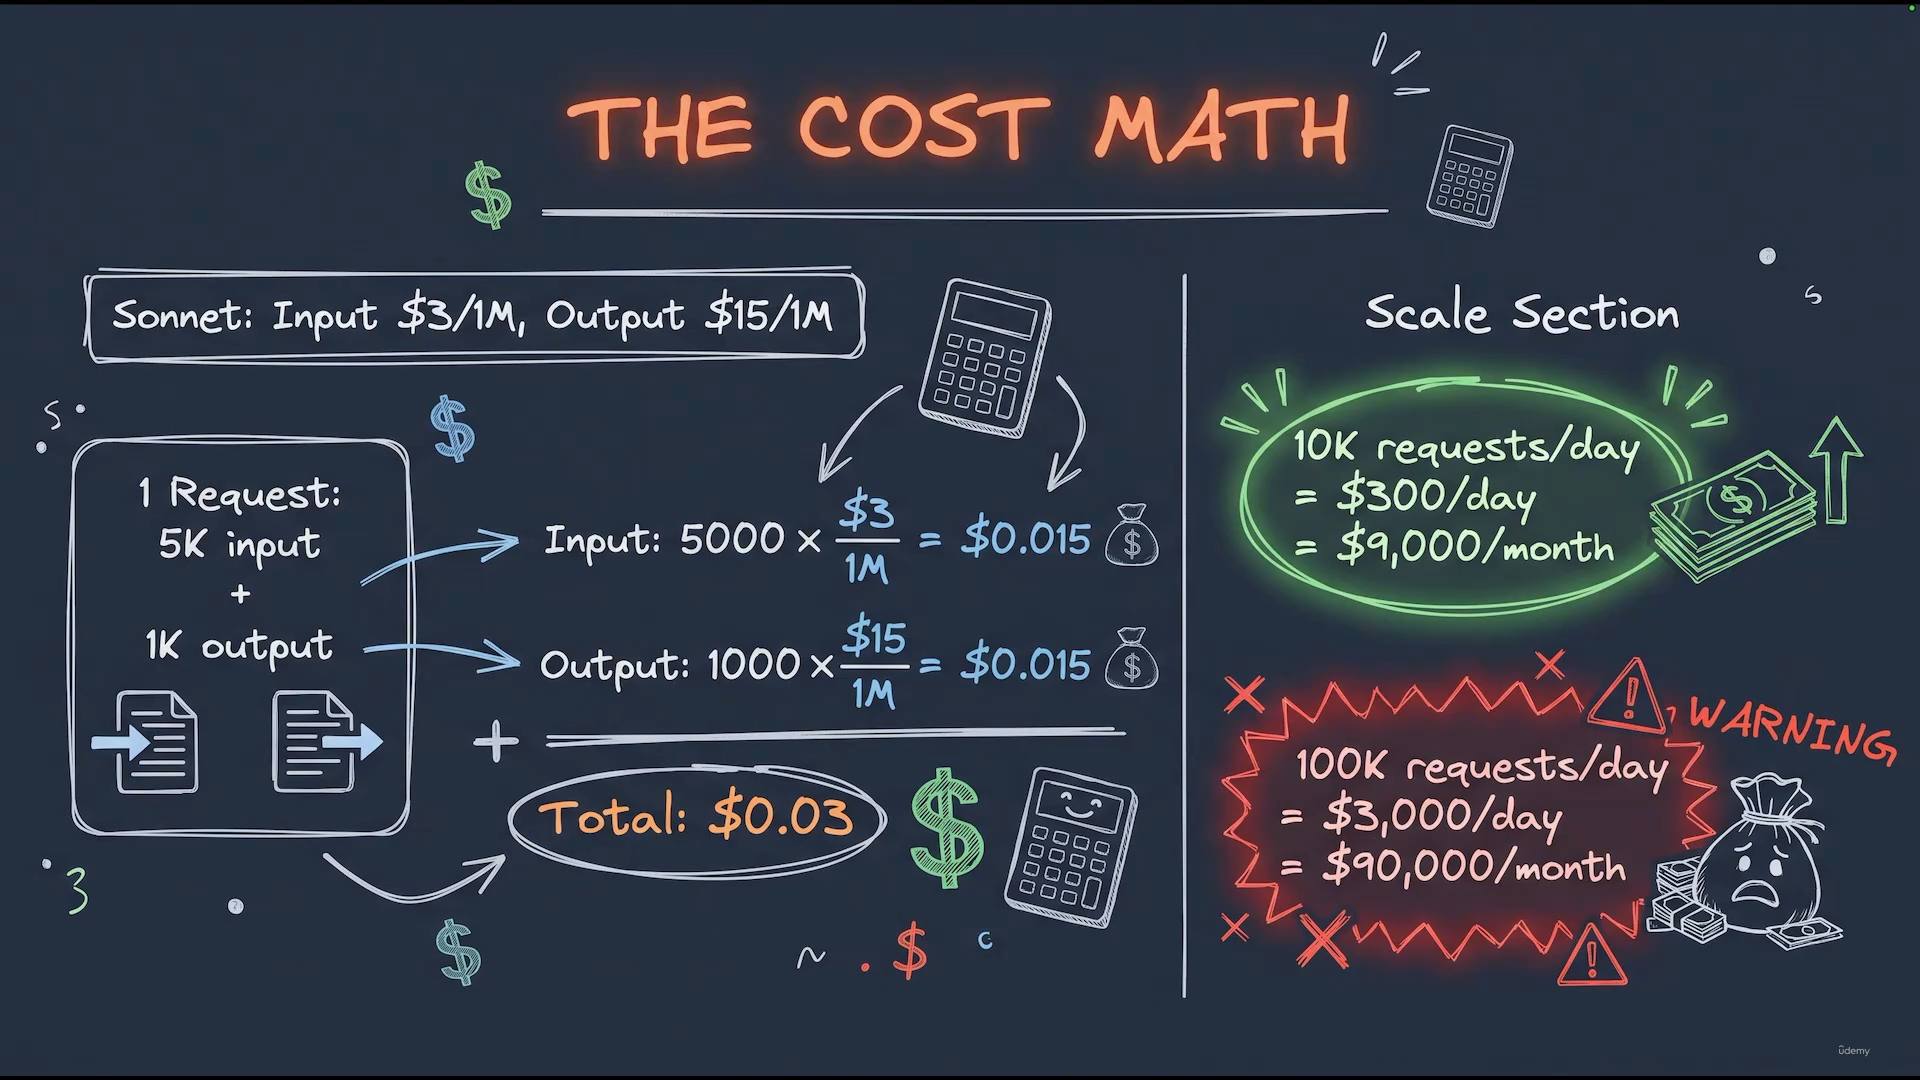 THE COST MATH
Sonnet: Input $3/1M, Output $15/1M
1 Request:
5K input
+
1K output
Input: 5000 × $3/1M = $0.015
Output: 1000 × $15/1M = $0.015
+
Total: $0.03
Scale Section
10K requests/day
= $300/day
= $9,000/month
WARNING
100K requests/day
= $3,000/day
= $90,000/month
udemy